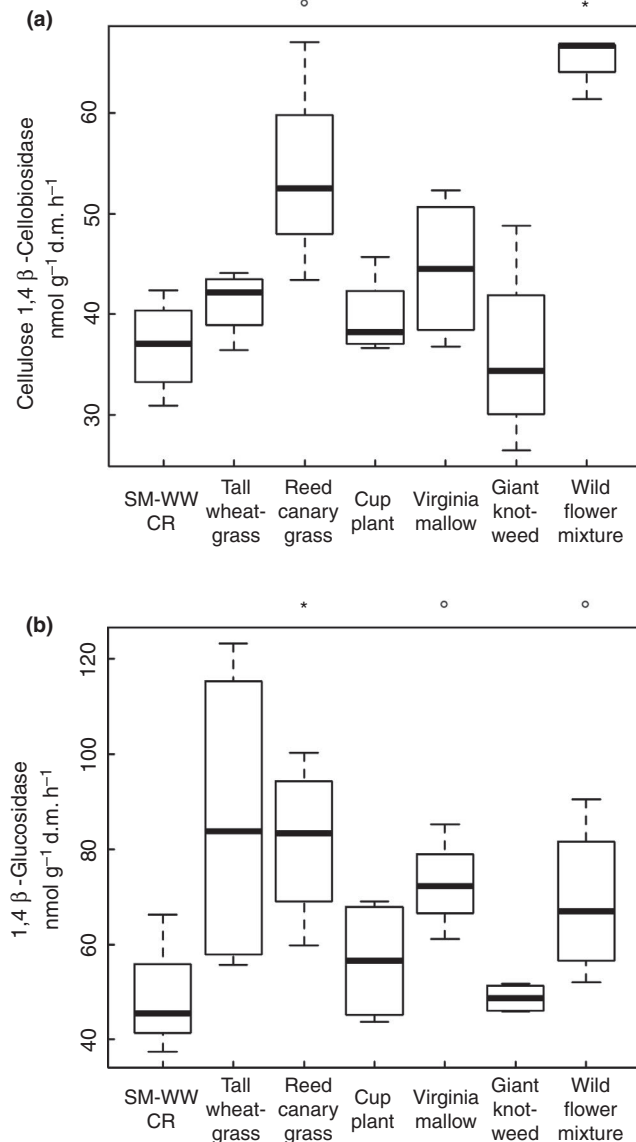 (a)
° *
Cellulose 1,4 β -Cellobiosidase
nmol g⁻¹ d.m. h⁻¹
60
50
40
30
SM-WW CR
Tall wheat-grass
Reed canary grass
Cup plant
Virginia mallow
Giant knot-weed
Wild flower mixture
(b)
* ° °
1,4 β -Glucosidase
nmol g⁻¹ d.m. h⁻¹
120
100
80
60
40
SM-WW CR
Tall wheat-grass
Reed canary grass
Cup plant
Virginia mallow
Giant knot-weed
Wild flower mixture